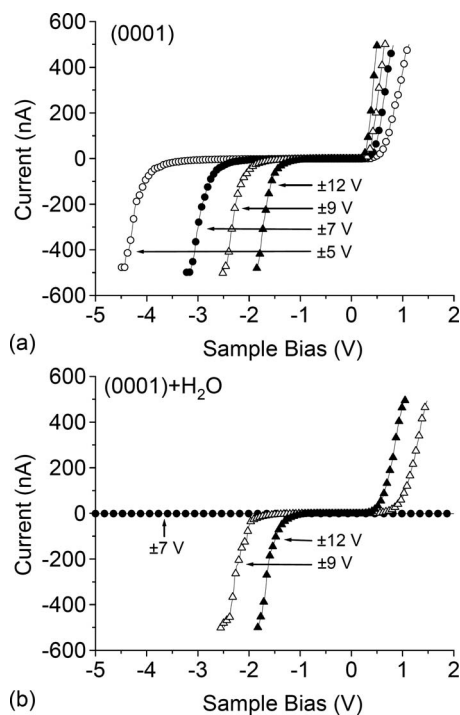 (0001)
600
400
200
0
-200
-400
-600
Current (nA)
±12 V
±9 V
±7 V
±5 V
-5 -4 -3 -2 -1 0 1 2
Sample Bias (V)
(a)
(0001)+H₂O
600
400
200
0
-200
-400
-600
Current (nA)
±7 V
±12 V
±9 V
-5 -4 -3 -2 -1 0 1 2
Sample Bias (V)
(b)